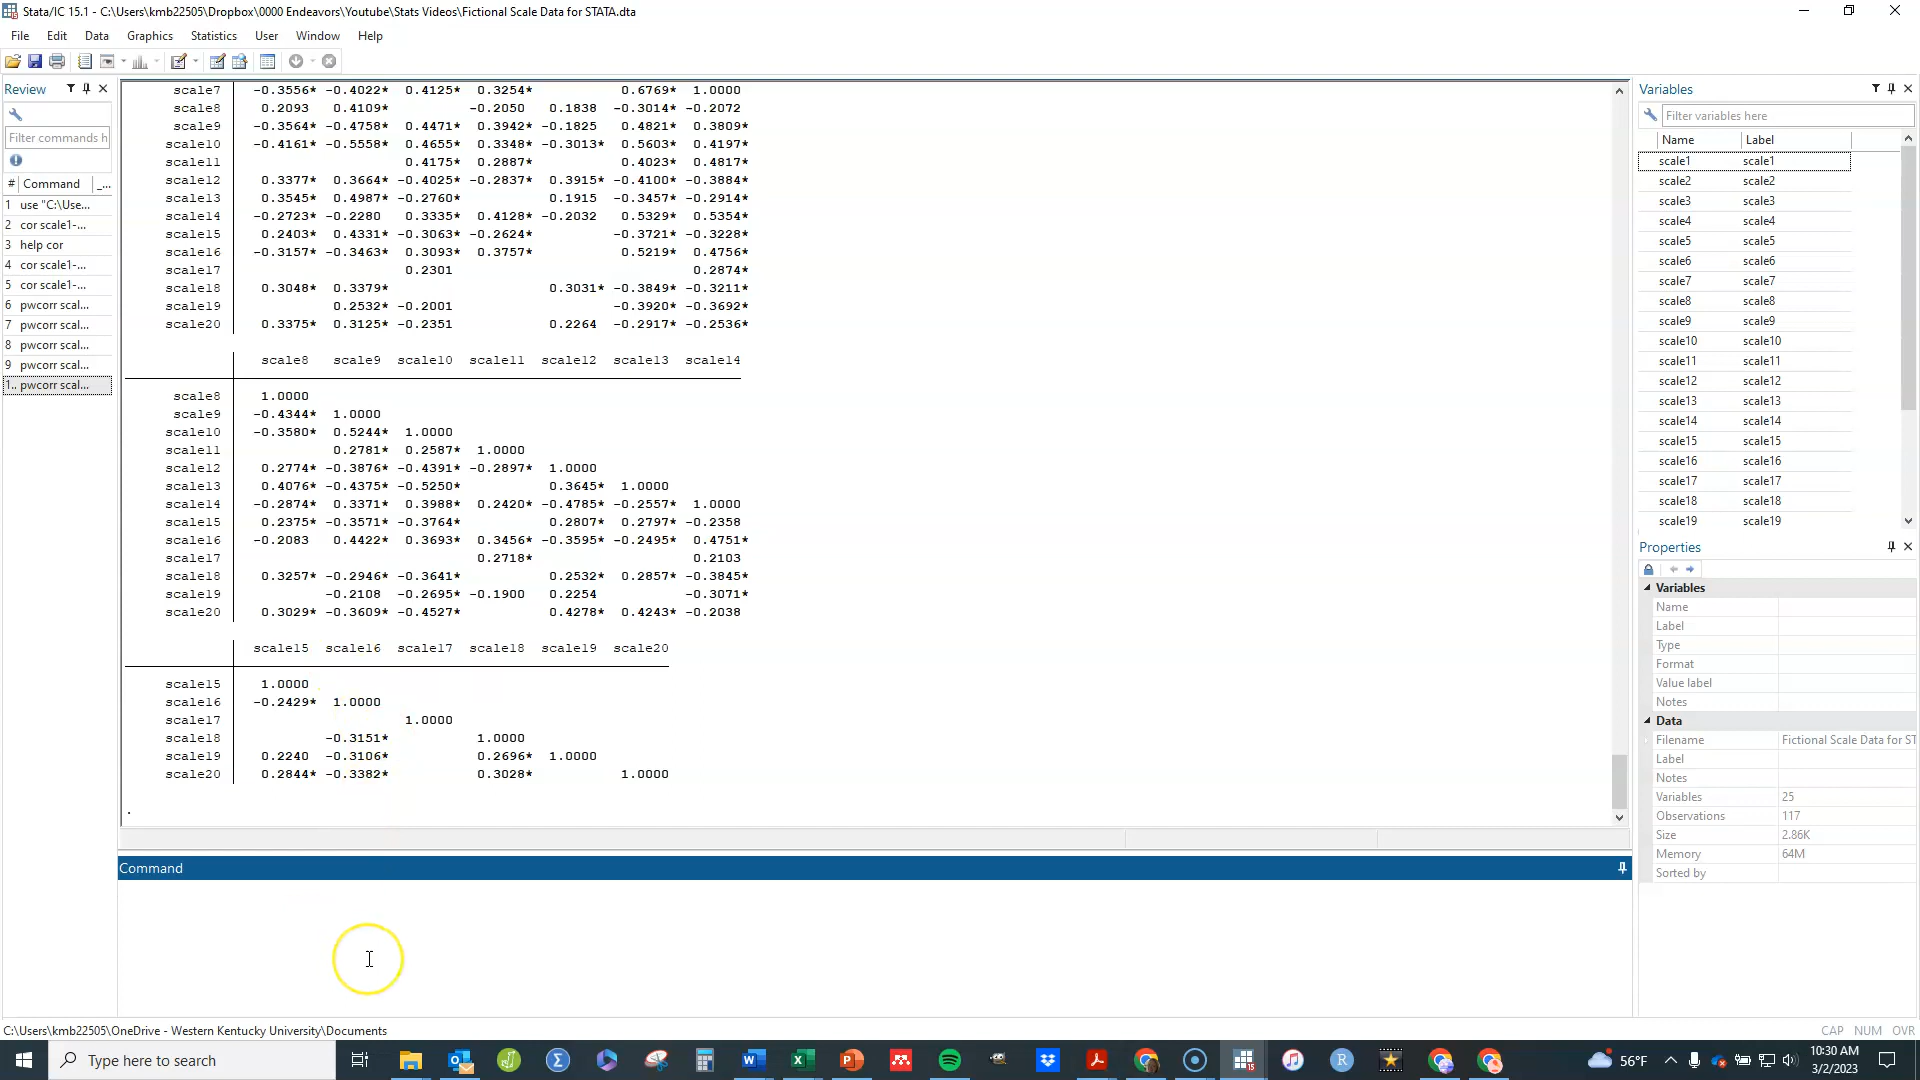 Stata/IC 15.1 - C:\Users\kmb22505\Dropbox\0000 Endeavors\Youtube\Stats Videos\Fictional Scale Data for STATA.dta
File Edit Data Graphics Statistics User Window Help
Review
Filter commands h
# Command _...
1 use "C:\Use...
2 cor scale1-...
3 help cor
4 cor scale1-...
5 cor scale1-...
6 pwcorr scal...
7 pwcorr scal...
8 pwcorr scal...
9 pwcorr scal...
1.. pwcorr scal...
scale7 -0.3556* -0.4022* 0.4125* 0.3254* 0.6769* 1.0000
scale8 0.2093 0.4109* -0.2050 0.1838 -0.3014* -0.2072
scale9 -0.3564* -0.4758* 0.4471* 0.3942* -0.1825 0.4821* 0.3809*
scale10 -0.4161* -0.5558* 0.4655* 0.3348* -0.3013* 0.5603* 0.4197*
scale11 0.4175* 0.2887* 0.4023* 0.4817*
scale12 0.3377* 0.3664* -0.4025* -0.2837* 0.3915* -0.4100* -0.3884*
scale13 0.3545* 0.4987* -0.2760* 0.1915 -0.3457* -0.2914*
scale14 -0.2723* -0.2280 0.3335* 0.4128* -0.2032 0.5329* 0.5354*
scale15 0.2403* 0.4331* -0.3063* -0.2624* -0.3721* -0.3228*
scale16 -0.3157* -0.3463* 0.3093* 0.3757* 0.5219* 0.4756*
scale17 0.2301 0.2874*
scale18 0.3048* 0.3379* 0.3031* -0.3849* -0.3211*
scale19 0.2532* -0.2001 -0.3920* -0.3692*
scale20 0.3375* 0.3125* -0.2351 0.2264 -0.2917* -0.2536*
scale8 scale9 scale10 scale11 scale12 scale13 scale14
scale8 1.0000
scale9 -0.4344* 1.0000
scale10 -0.3580* 0.5244* 1.0000
scale11 0.2781* 0.2587* 1.0000
scale12 0.2774* -0.3876* -0.4391* -0.2897* 1.0000
scale13 0.4076* -0.4375* -0.5250* 0.3645* 1.0000
scale14 -0.2874* 0.3371* 0.3988* 0.2420* -0.4785* -0.2557* 1.0000
scale15 0.2375* -0.3571* -0.3764* 0.2807* 0.2797* -0.2358
scale16 -0.2083 0.4422* 0.3693* 0.3456* -0.3595* -0.2495* 0.4751*
scale17 0.2718* 0.2103
scale18 0.3257* -0.2946* -0.3641* 0.2532* 0.2857* -0.3845*
scale19 -0.2108 -0.2695* -0.1900 0.2254 -0.3071*
scale20 0.3029* -0.3609* -0.4527* 0.4278* 0.4243* -0.2038
scale15 scale16 scale17 scale18 scale19 scale20
scale15 1.0000
scale16 -0.2429* 1.0000
scale17 1.0000
scale18 -0.3151* 1.0000
scale19 0.2240 -0.3106* 0.2696* 1.0000
scale20 0.2844* -0.3382* 0.3028* 1.0000
.
Command
Variables
Filter variables here
Name Label
scale1 scale1
scale2 scale2
scale3 scale3
scale4 scale4
scale5 scale5
scale6 scale6
scale7 scale7
scale8 scale8
scale9 scale9
scale10 scale10
scale11 scale11
scale12 scale12
scale13 scale13
scale14 scale14
scale15 scale15
scale16 scale16
scale17 scale17
scale18 scale18
scale19 scale19
Properties
Variables
Name
Label
Type
Format
Value label
Notes
Data
Filename Fictional Scale Data for ST
Label
Notes
Variables 25
Observations 117
Size 2.86K
Memory 64M
Sorted by
C:\Users\kmb22505\OneDrive - Western Kentucky University\Documents
CAP NUM OVR
Type here to search
56°F
10:30 AM
3/2/2023